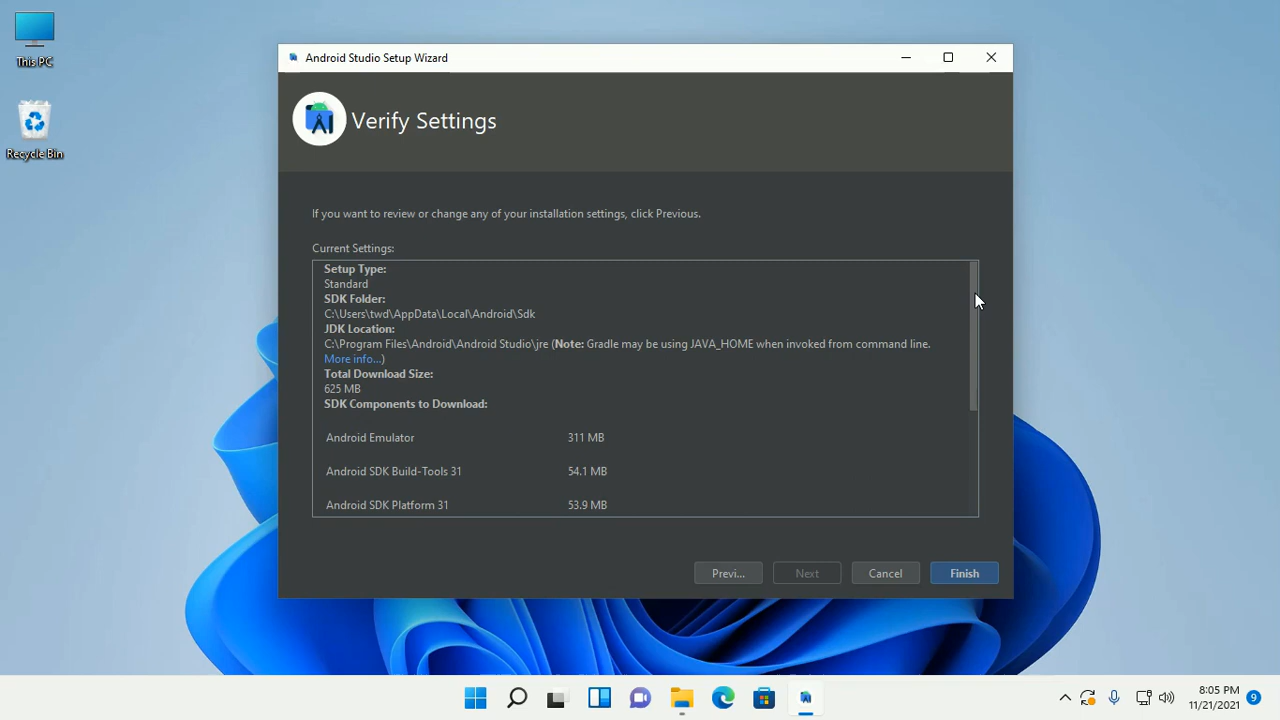 This PC
Recycle Bin
Android Studio Setup Wizard
Verify Settings
If you want to review or change any of your installation settings, click Previous.
Current Settings:
Setup Type:
Standard
SDK Folder:
C:\Users\twd\AppData\Local\Android\Sdk
JDK Location:
C:\Program Files\Android\Android Studio\jre (Note: Gradle may be using JAVA_HOME when invoked from command line.
More info...)
Total Download Size:
625 MB
SDK Components to Download:
Android Emulator 311 MB
Android SDK Build-Tools 31 54.1 MB
Android SDK Platform 31 53.9 MB
Previ... Next Cancel Finish
8:05 PM
11/21/2021
9